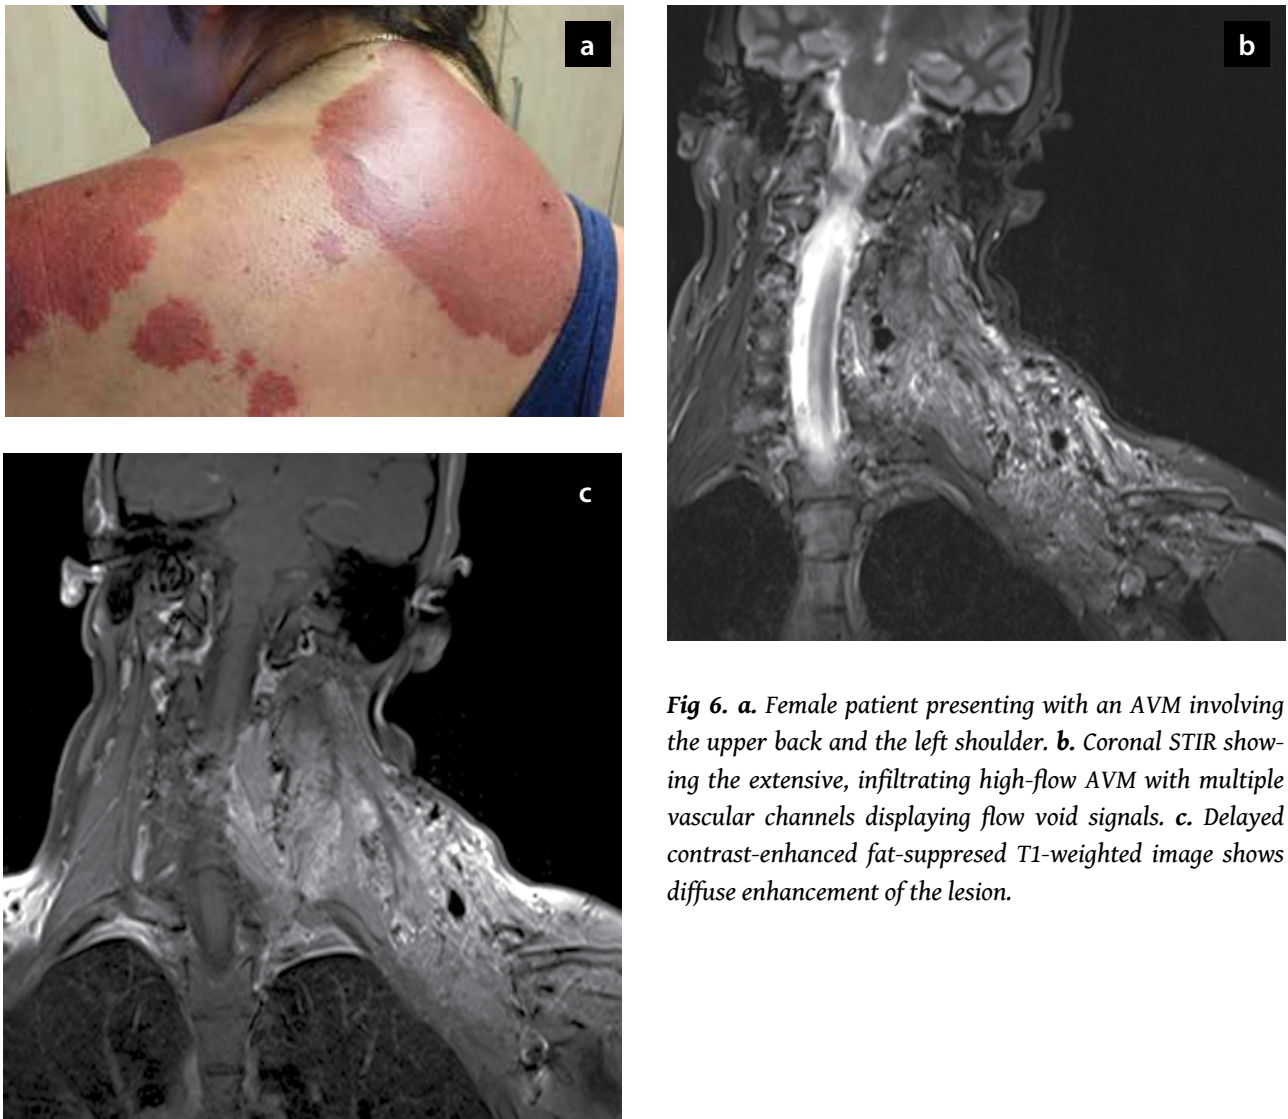 a
b
c
Fig 6. a. Female patient presenting with an AVM involving
the upper back and the left shoulder. b. Coronal STIR show-
ing the extensive, infiltrating high-flow AVM with multiple
vascular channels displaying flow void signals. c. Delayed
contrast-enhanced fat-suppresed T1-weighted image shows
diffuse enhancement of the lesion.